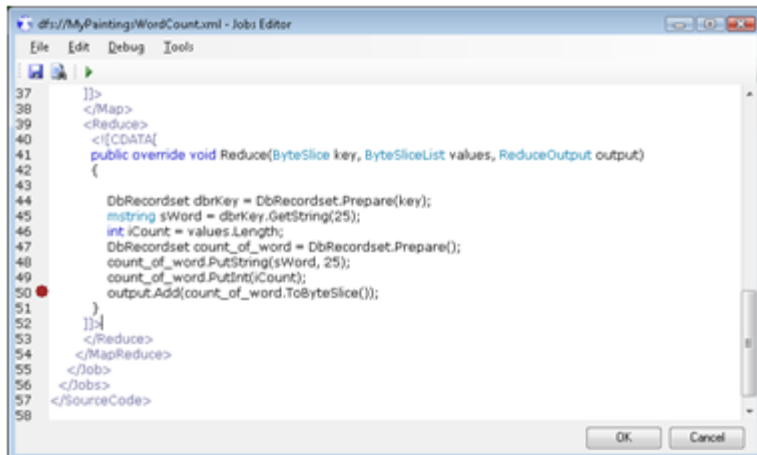 dfs://MyPaintingsWordCount.xml - Jobs Editor
File Edit Debug Tools
37 ]]>
38 </Map>
39 <Reduce>
40 <![CDATA[
41 public override void Reduce(ByteSlice key, ByteSliceList values, ReduceOutput output)
42 {
43
44 DbRecordset dbrKey = DbRecordset.Prepare(key);
45 mstring sWord = dbrKey.GetString(25);
46 int iCount = values.Length;
47 DbRecordset count_of_word = DbRecordset.Prepare();
48 count_of_word.PutString(sWord, 25);
49 count_of_word.PutInt(iCount);
50 output.Add(count_of_word.ToByteSlice());
51 }
52 ]]>
53 </Reduce>
54 </MapReduce>
55 </Job>
56 </Jobs>
57 </SourceCode>
58
OK Cancel